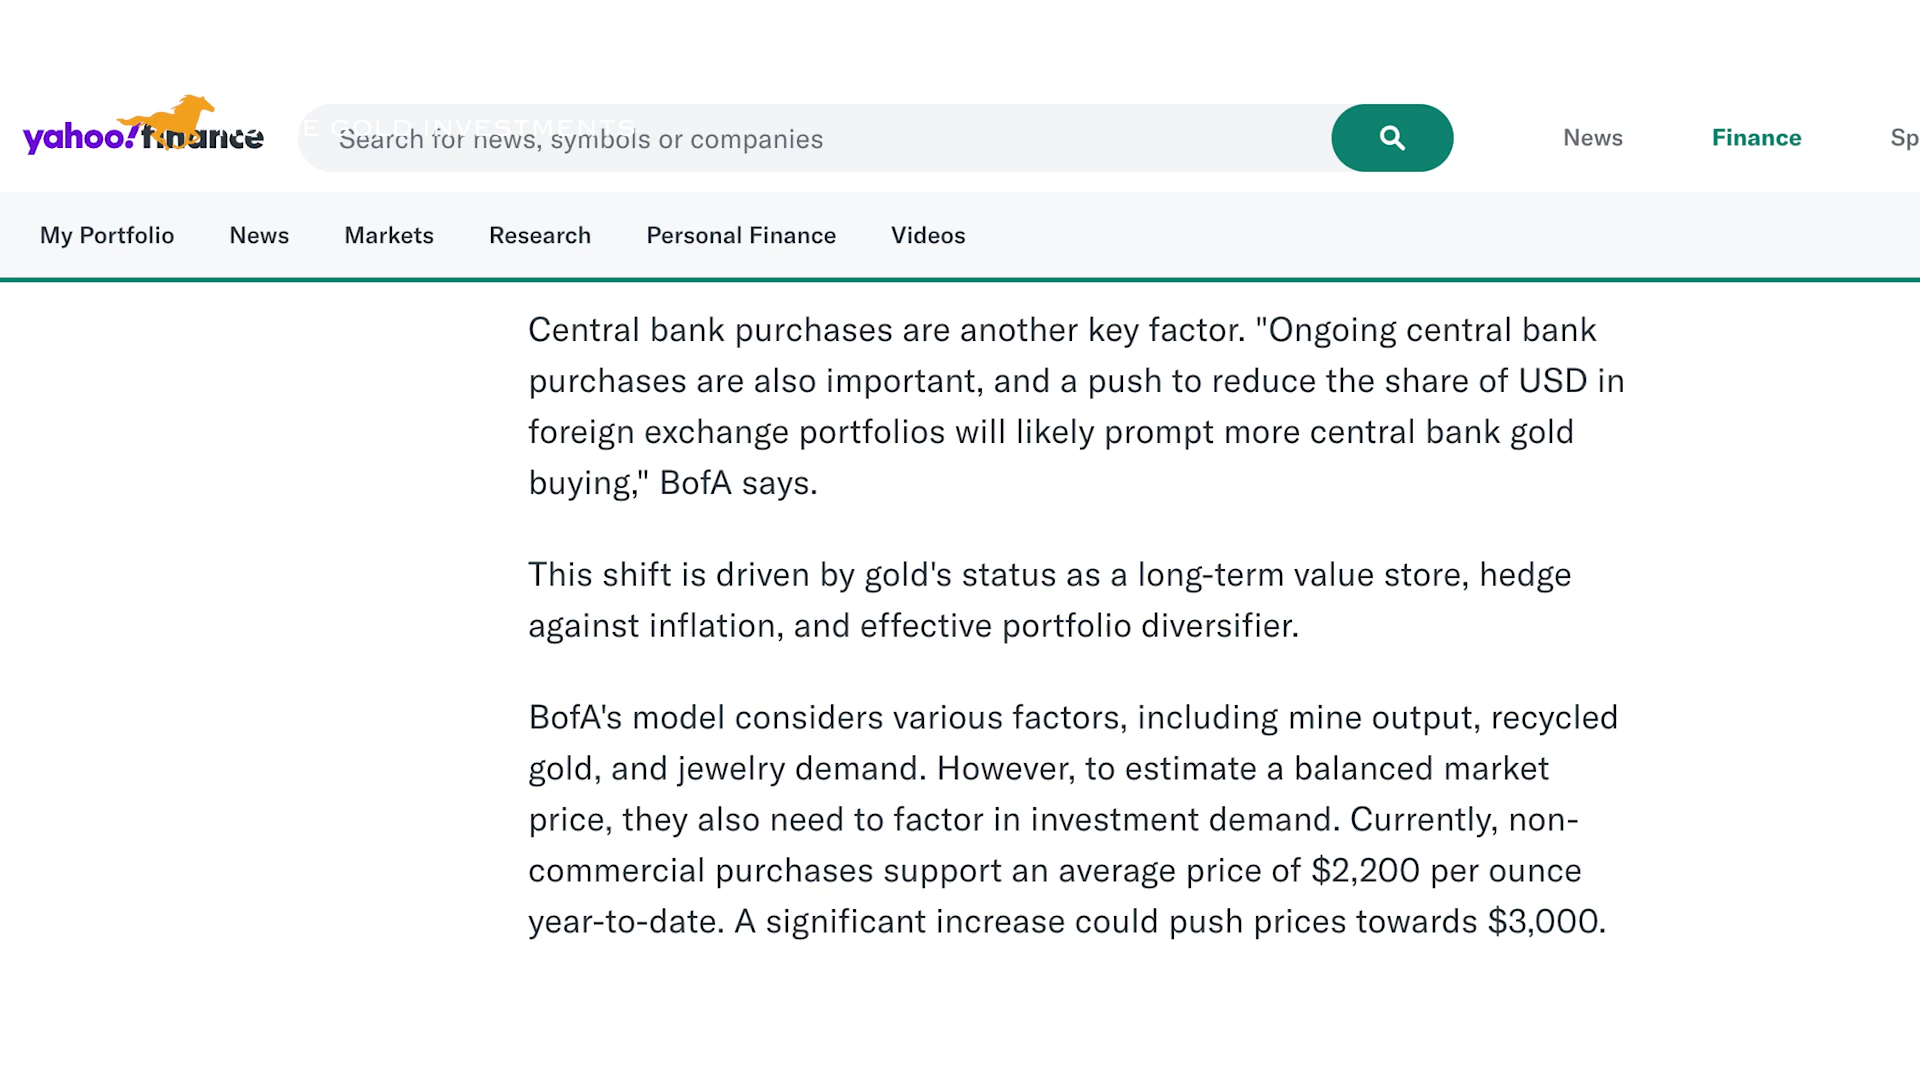 yahoo!finance
E GOLD INVESTMENTS
Search for news, symbols or companies
News
Finance
Sp
My Portfolio
News
Markets
Research
Personal Finance
Videos
Central bank purchases are another key factor. "Ongoing central bank
purchases are also important, and a push to reduce the share of USD in
foreign exchange portfolios will likely prompt more central bank gold
buying," BofA says.
This shift is driven by gold's status as a long-term value store, hedge
against inflation, and effective portfolio diversifier.
BofA's model considers various factors, including mine output, recycled
gold, and jewelry demand. However, to estimate a balanced market
price, they also need to factor in investment demand. Currently, non-
commercial purchases support an average price of $2,200 per ounce
year-to-date. A significant increase could push prices towards $3,000.